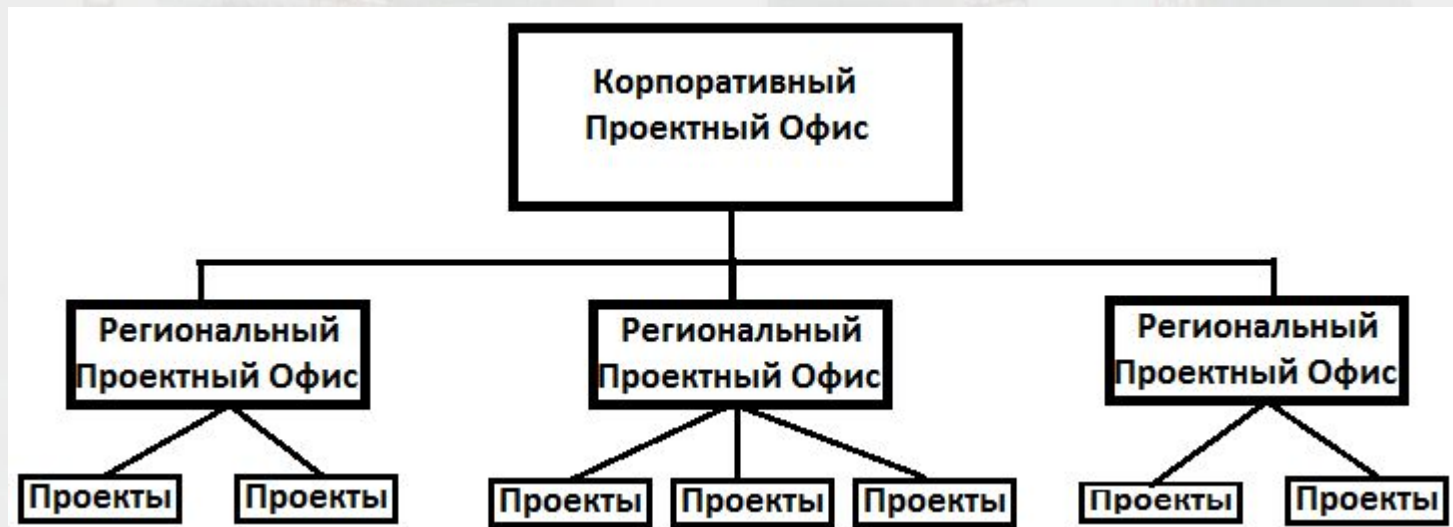 Корпоративный
Проектный Офис
Региональный
Проектный Офис
Региональный
Проектный Офис
Региональный
Проектный Офис
Проекты
Проекты
Проекты
Проекты
Проекты
Проекты
Проекты